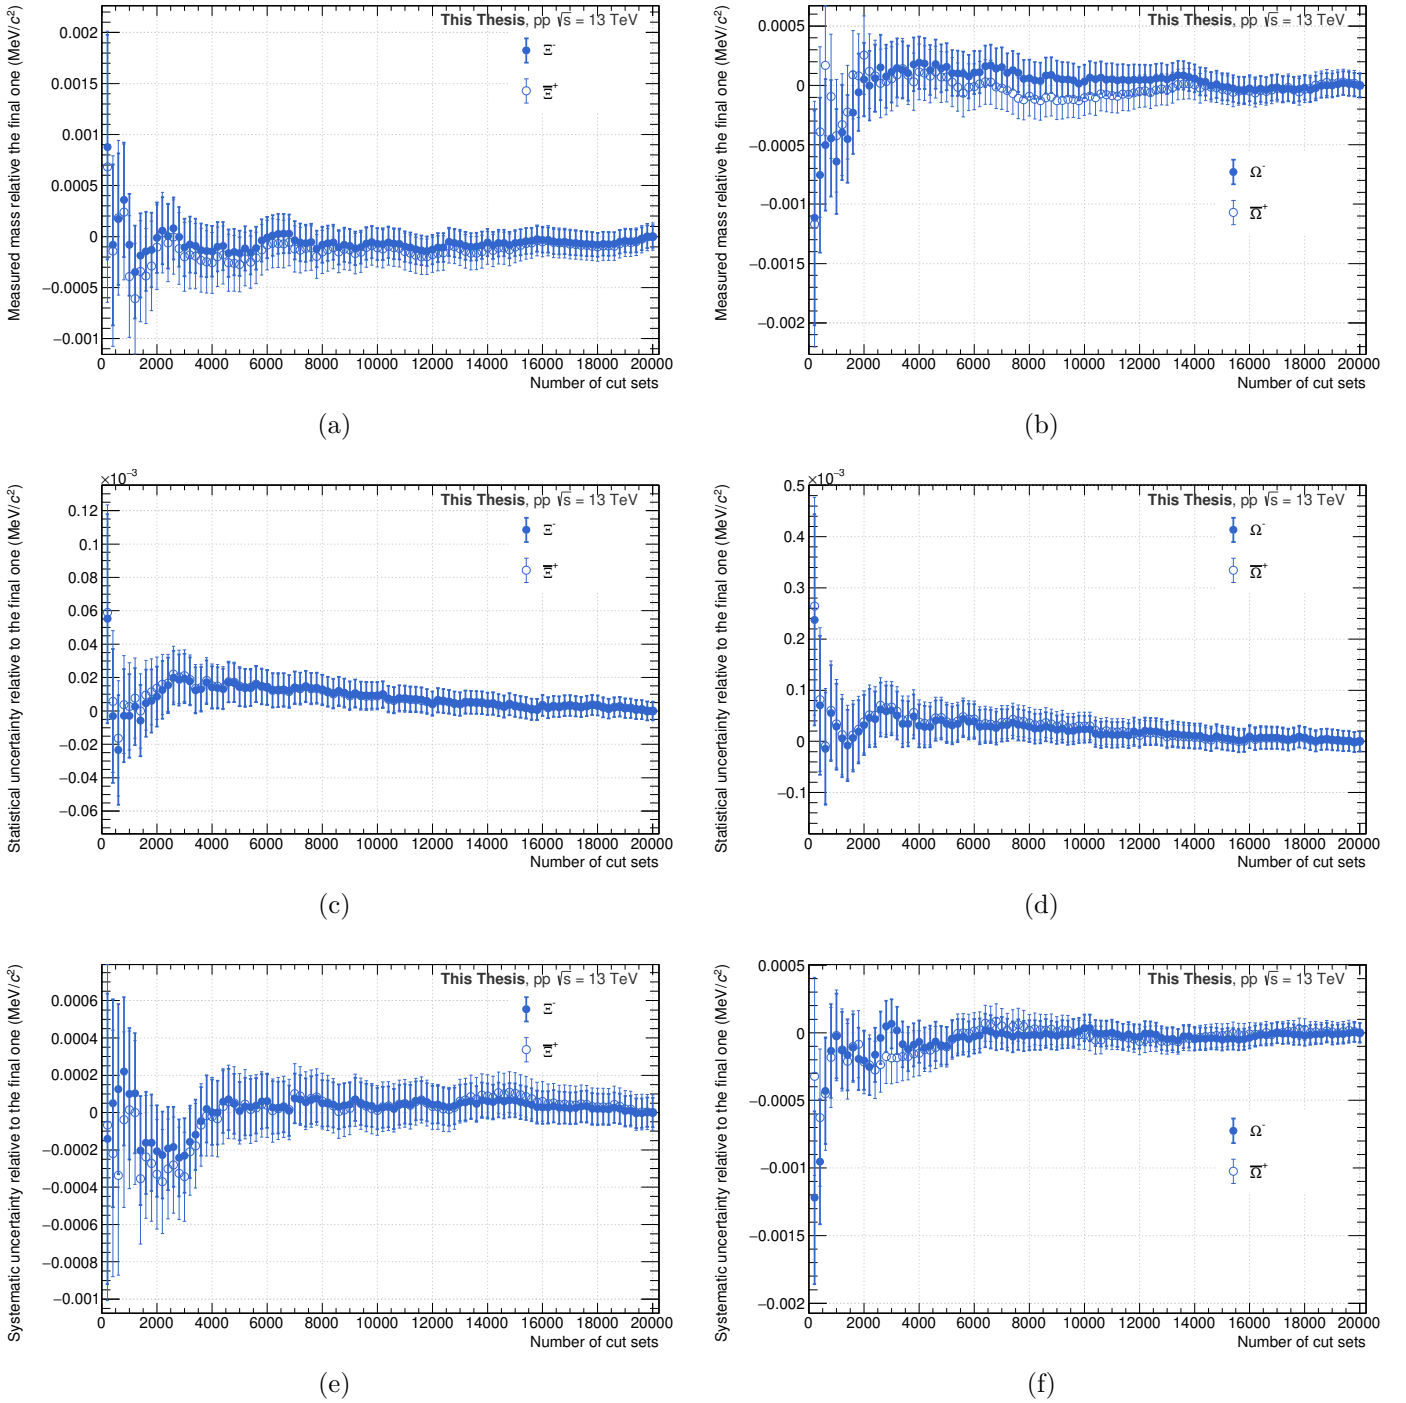 This Thesis, pp √s = 13 TeV
Ξ⁻
Ξ̅⁺
Measured mass relative the final one (MeV/c²)
0.002
0.0015
0.001
0.0005
0
−0.0005
−0.001
0 2000 4000 6000 8000 10000 12000 14000 16000 18000 20000
Number of cut sets
(a)
This Thesis, pp √s = 13 TeV
Ω⁻
Ω̅⁺
Measured mass relative the final one (MeV/c²)
0.0005
0
−0.0005
−0.001
−0.0015
−0.002
0 2000 4000 6000 8000 10000 12000 14000 16000 18000 20000
Number of cut sets
(b)
×10⁻³
This Thesis, pp √s = 13 TeV
Ξ⁻
Ξ̅⁺
Statistical uncertainty relative to the final one (MeV/c²)
0.12
0.1
0.08
0.06
0.04
0.02
0
−0.02
−0.04
−0.06
0 2000 4000 6000 8000 10000 12000 14000 16000 18000 20000
Number of cut sets
(c)
×10⁻³
This Thesis, pp √s = 13 TeV
Ω⁻
Ω̅⁺
Statistical uncertainty relative to the final one (MeV/c²)
0.5
0.4
0.3
0.2
0.1
0
−0.1
0 2000 4000 6000 8000 10000 12000 14000 16000 18000 20000
Number of cut sets
(d)
This Thesis, pp √s = 13 TeV
Ξ⁻
Ξ̅⁺
Systematic uncertainty relative to the final one (MeV/c²)
0.0006
0.0004
0.0002
0
−0.0002
−0.0004
−0.0006
−0.0008
−0.001
0 2000 4000 6000 8000 10000 12000 14000 16000 18000 20000
Number of cut sets
(e)
This Thesis, pp √s = 13 TeV
Ω⁻
Ω̅⁺
Systematic uncertainty relative to the final one (MeV/c²)
0.0005
0
−0.0005
−0.001
−0.0015
−0.002
0 2000 4000 6000 8000 10000 12000 14000 16000 18000 20000
Number of cut sets
(f)